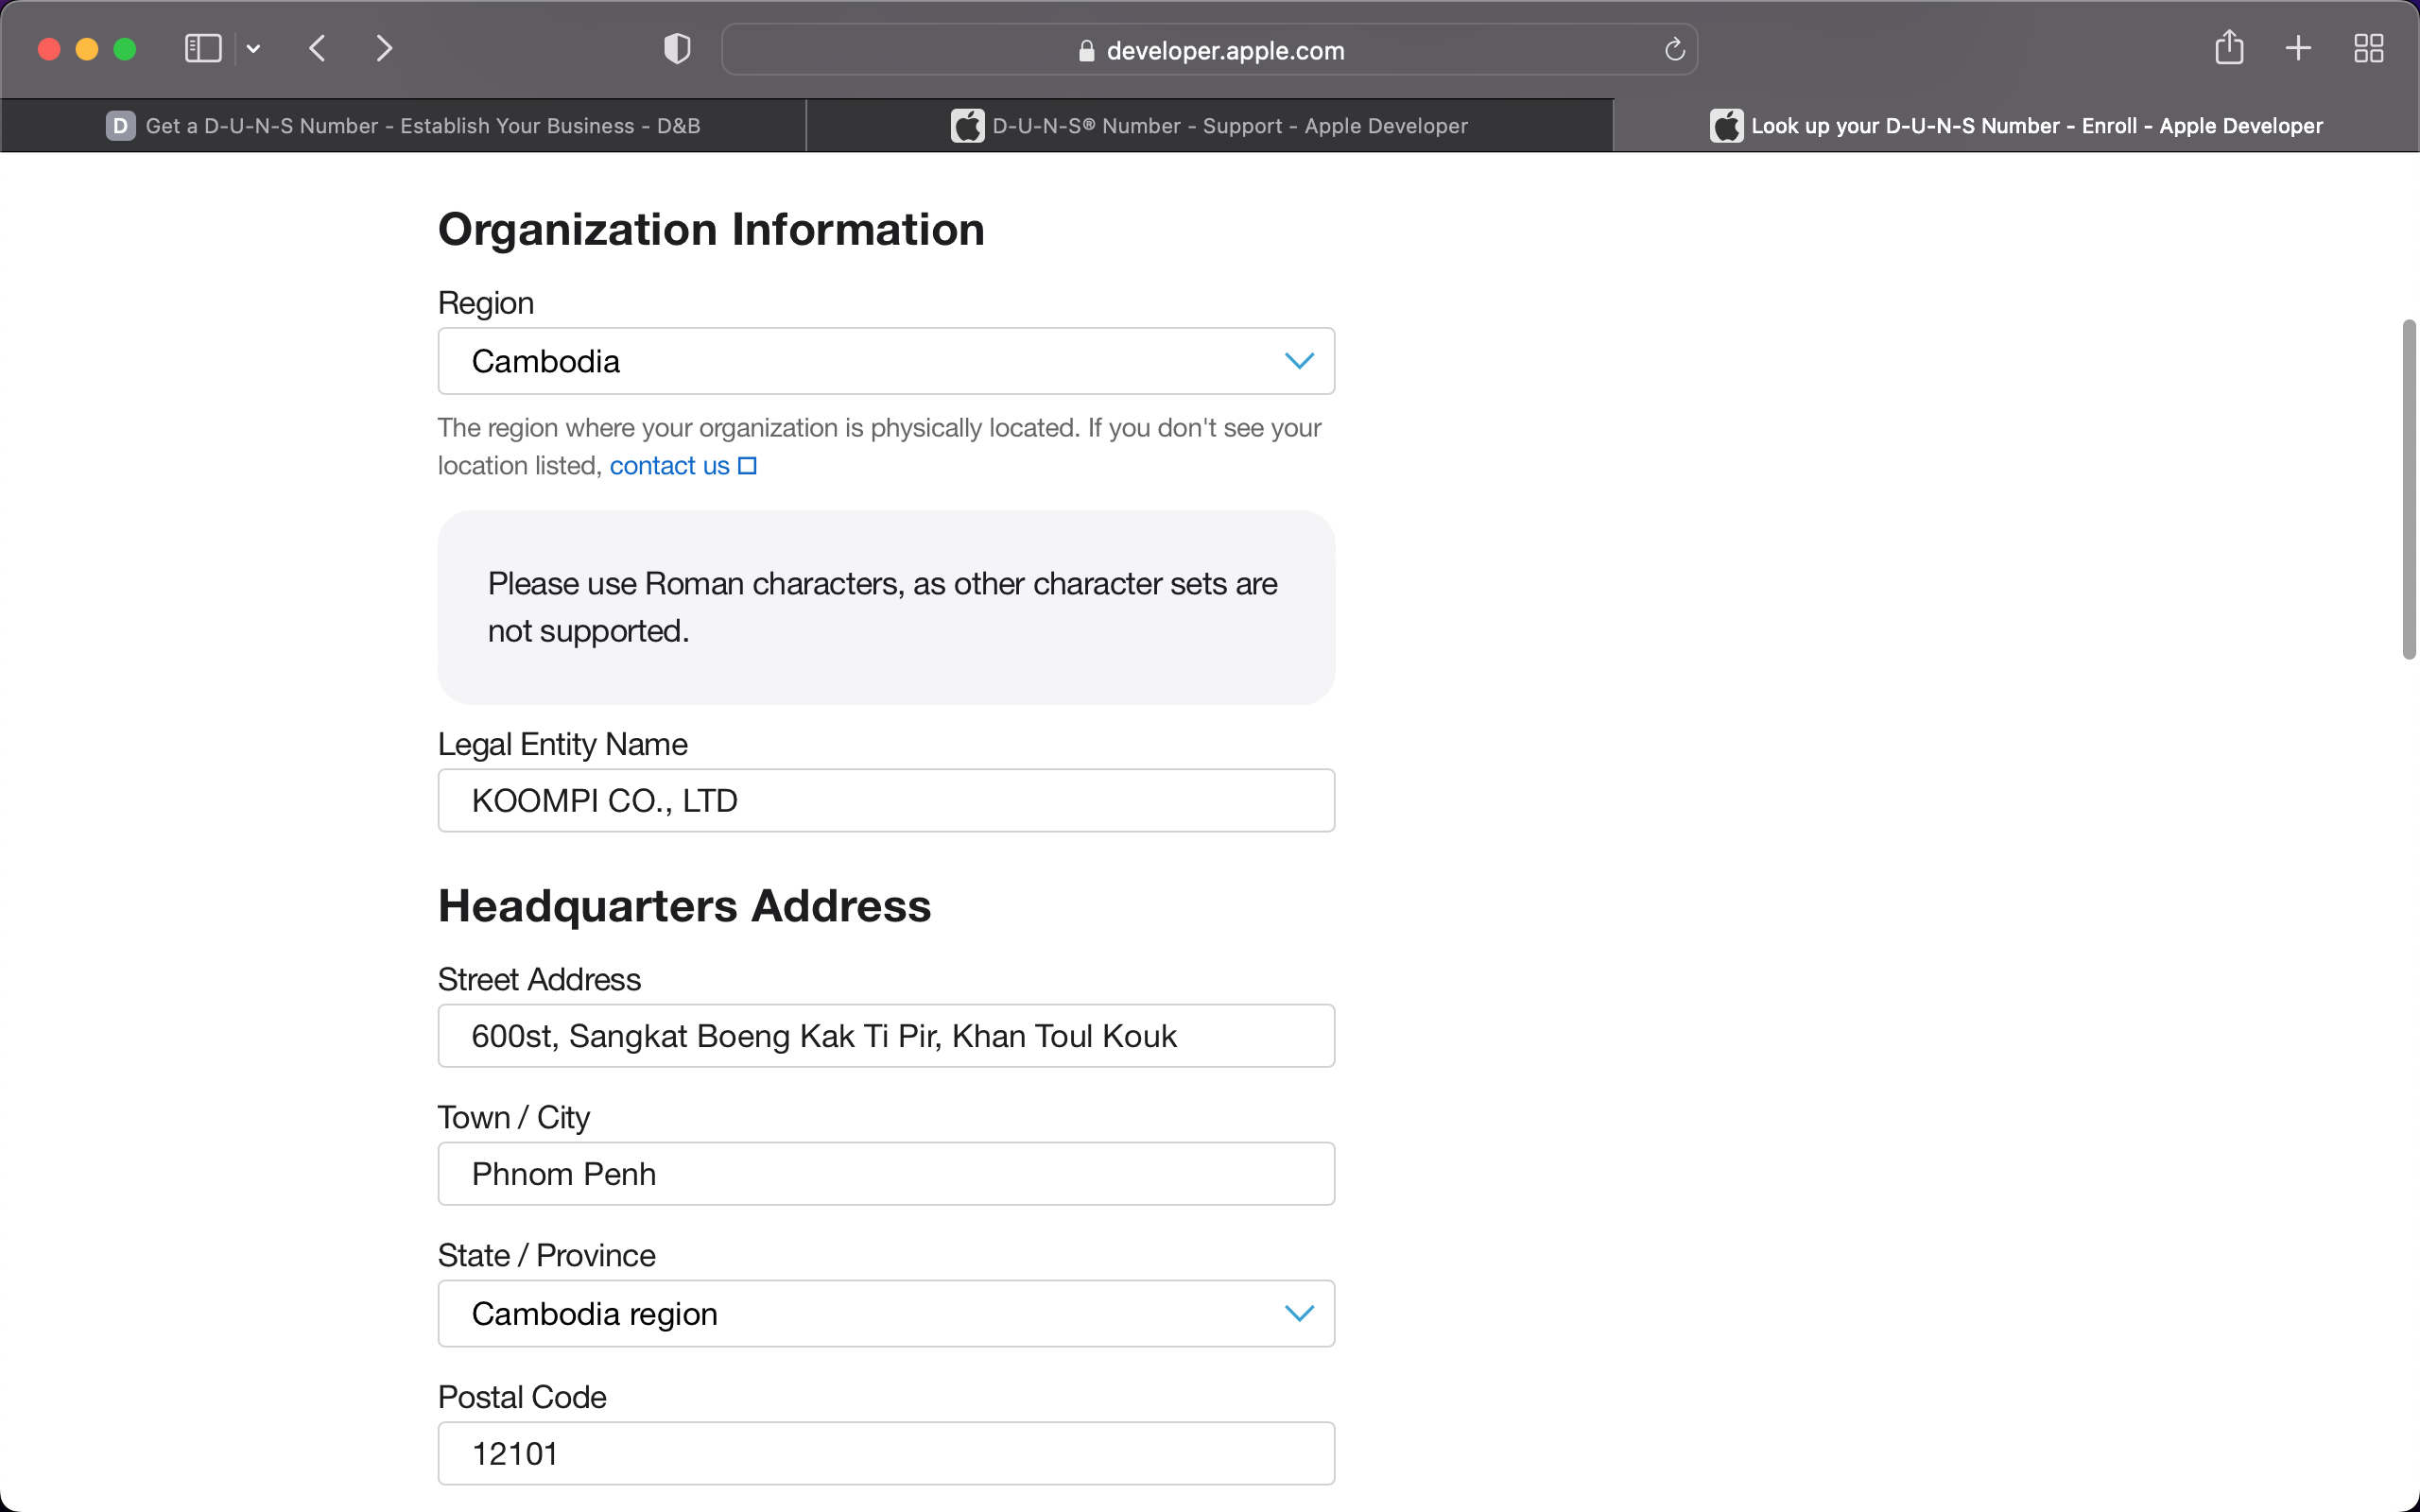 developer.apple.com
D Get a D-U-N-S Number - Establish Your Business - D&B
D-U-N-S® Number - Support - Apple Developer
Look up your D-U-N-S Number - Enroll - Apple Developer
Organization Information
Region
Cambodia
The region where your organization is physically located. If you don't see your
location listed, contact us
Please use Roman characters, as other character sets are
not supported.
Legal Entity Name
KOOMPI CO., LTD
Headquarters Address
Street Address
600st, Sangkat Boeng Kak Ti Pir, Khan Toul Kouk
Town / City
Phnom Penh
State / Province
Cambodia region
Postal Code
12101